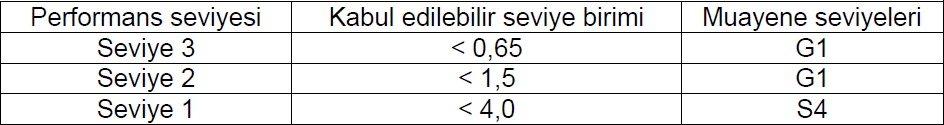 Performans seviyesi Kabul edilebilir seviye birimi Muayene seviyeleri
Seviye 3 < 0,65 G1
Seviye 2 < 1,5 G1
Seviye 1 < 4,0 S4